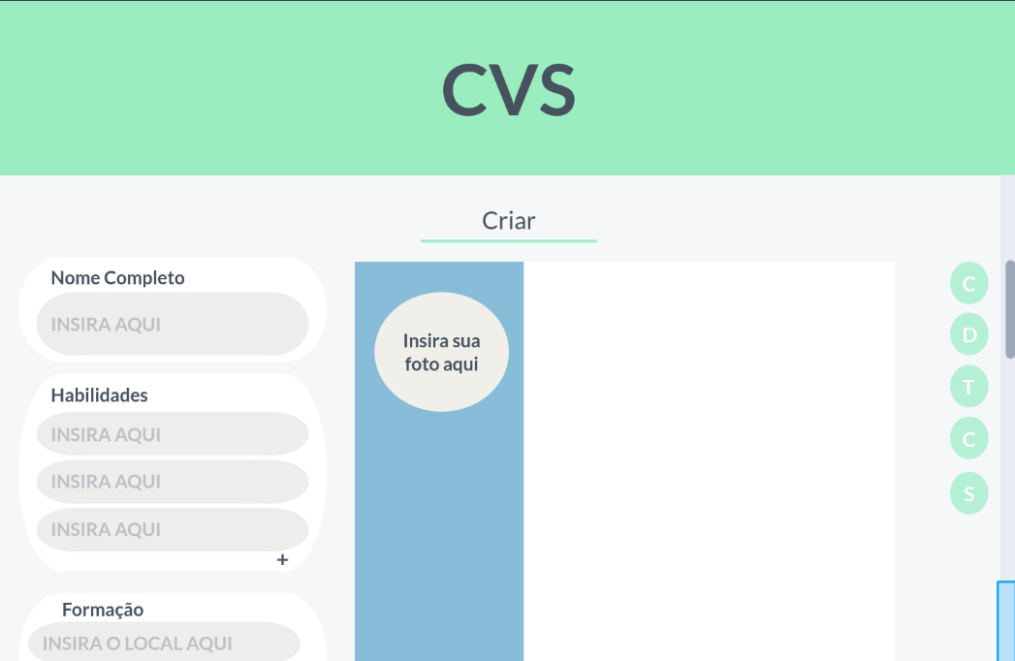 CVS
Criar
Nome Completo
INSIRA AQUI
Habilidades
INSIRA AQUI
INSIRA AQUI
INSIRA AQUI
+
Formação
INSIRA O LOCAL AQUI
Insira sua
foto aqui
C
D
T
C
S